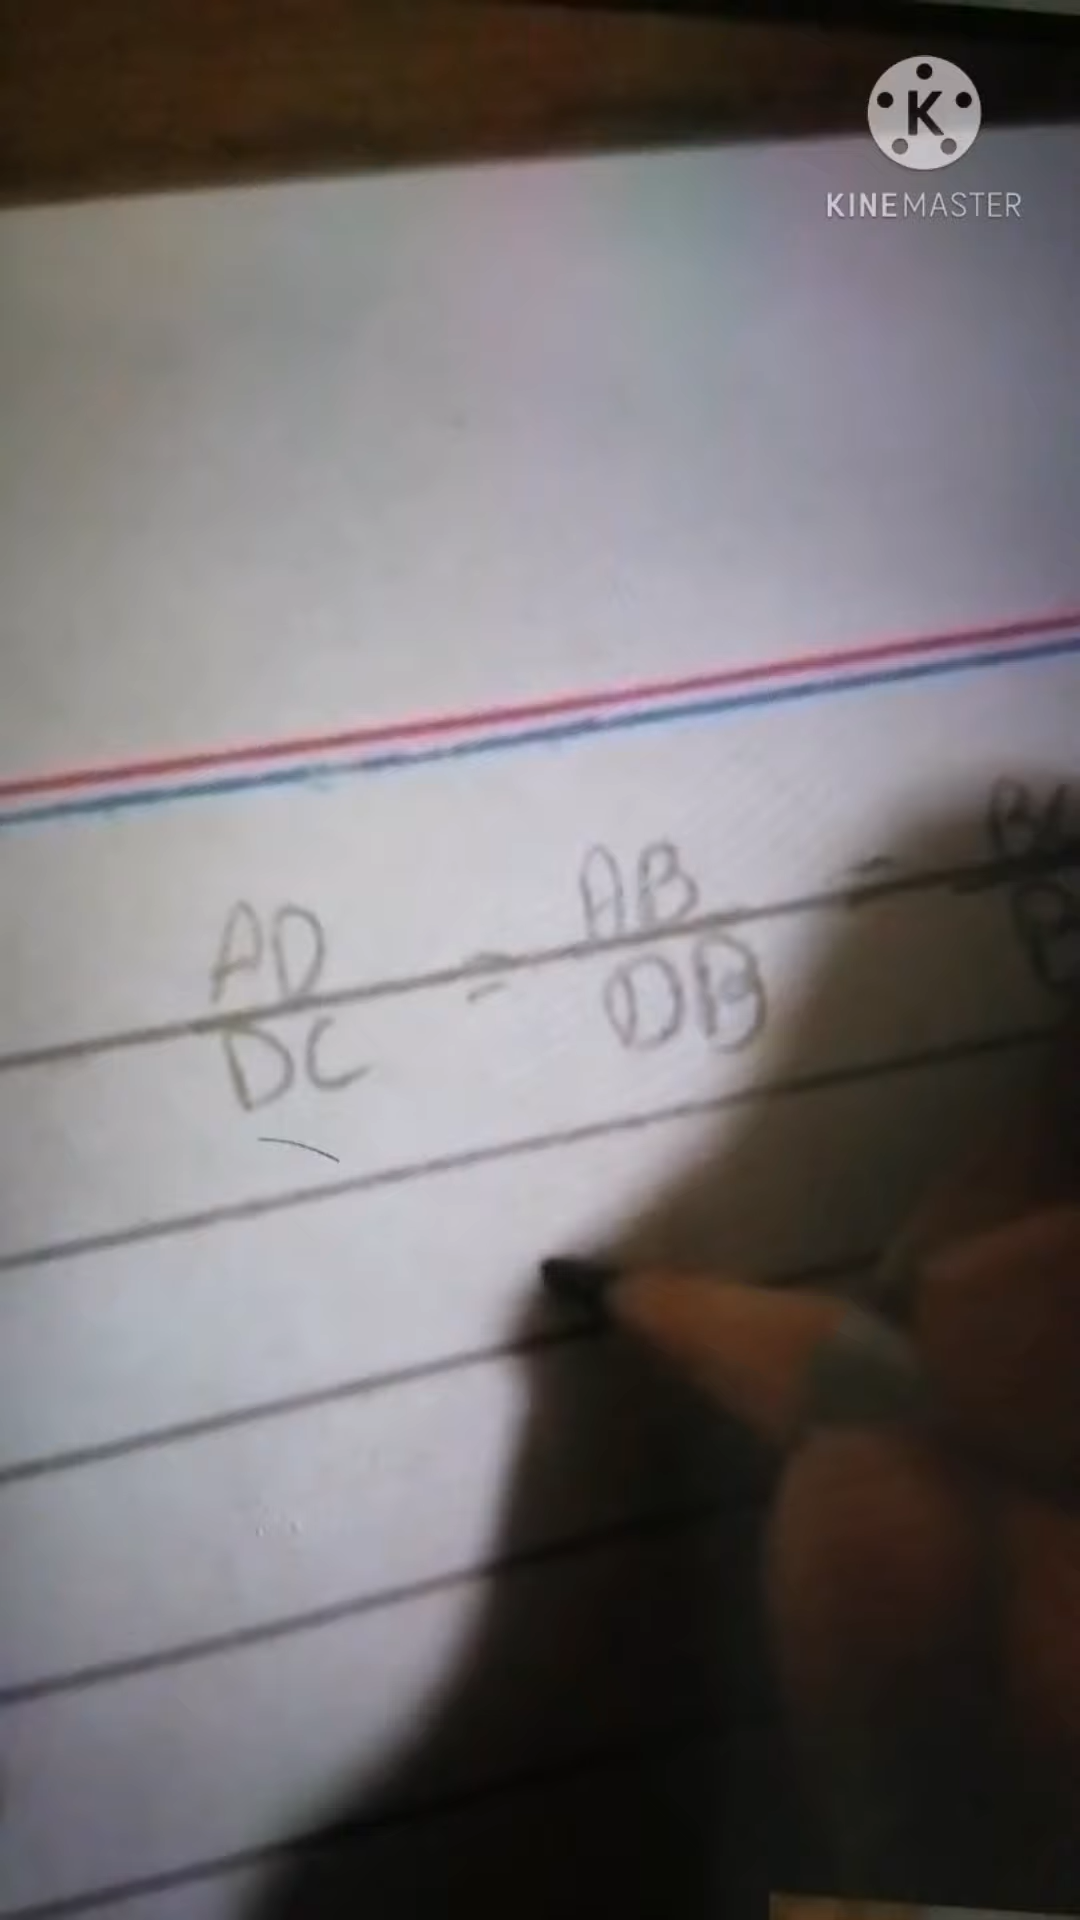 K
KINEMASTER
AD/DC = AB/DB =